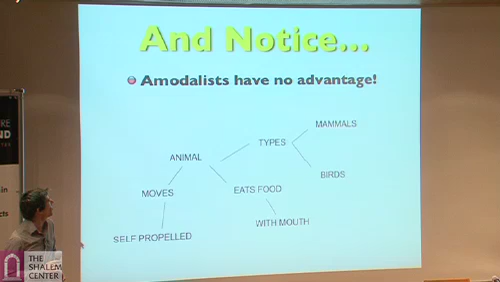 And Notice...
Amodalists have no advantage!
MAMMALS
TYPES
ANIMAL
BIRDS
MOVES
EATS FOOD
WITH MOUTH
SELF PROPELLED
THE
SHALEM
CENTER